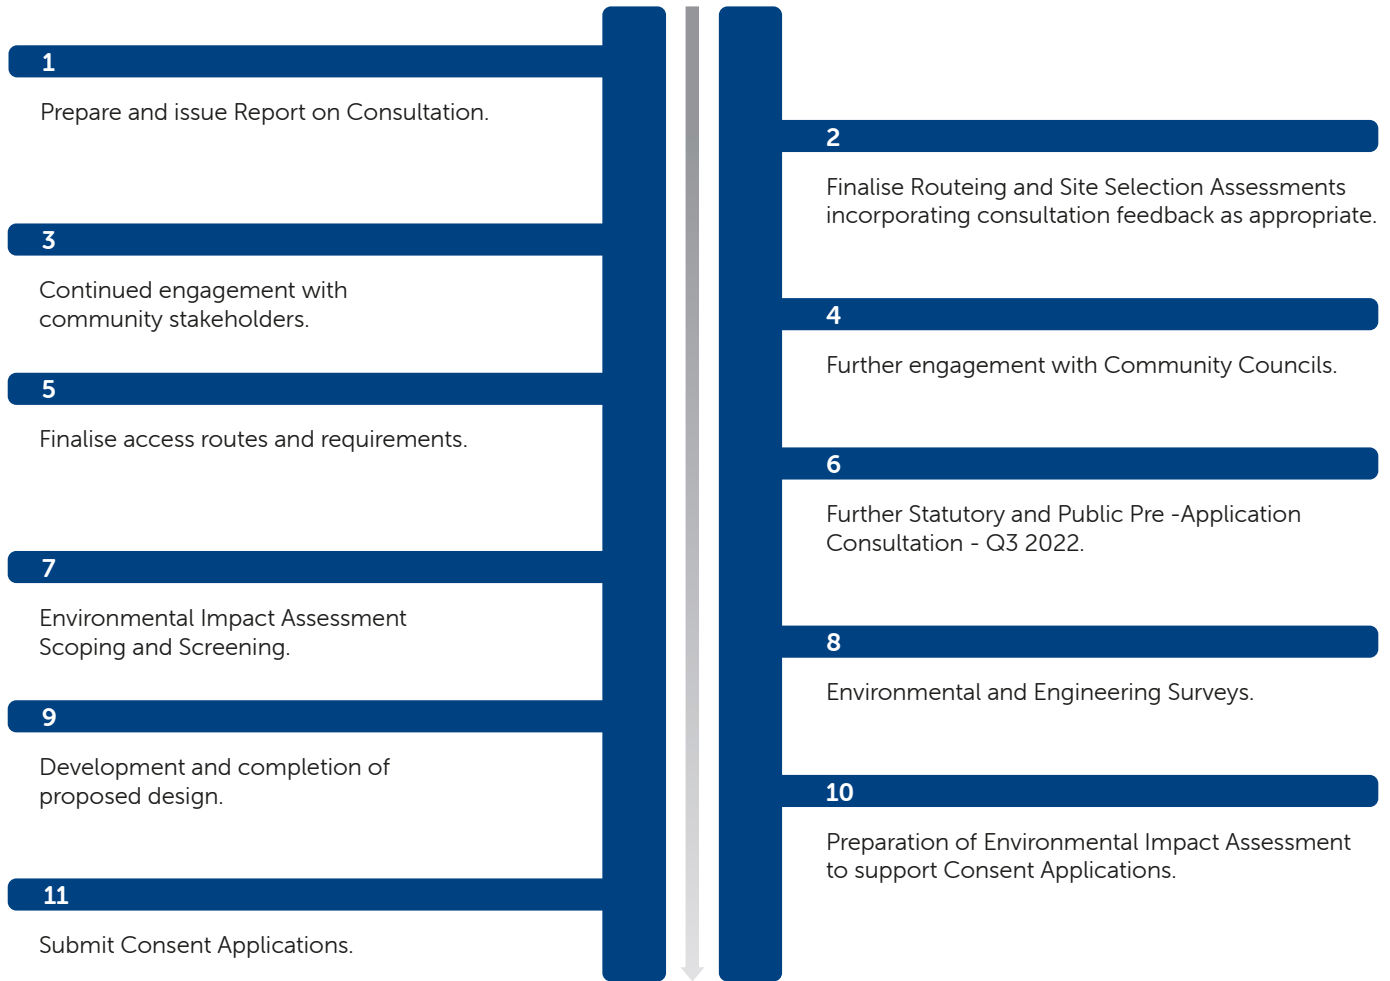 1
Prepare and issue Report on Consultation.
2
Finalise Routeing and Site Selection Assessments
incorporating consultation feedback as appropriate.
3
Continued engagement with
community stakeholders.
4
Further engagement with Community Councils.
5
Finalise access routes and requirements.
6
Further Statutory and Public Pre -Application
Consultation - Q3 2022.
7
Environmental Impact Assessment
Scoping and Screening.
8
Environmental and Engineering Surveys.
9
Development and completion of
proposed design.
10
Preparation of Environmental Impact Assessment
to support Consent Applications.
11
Submit Consent Applications.